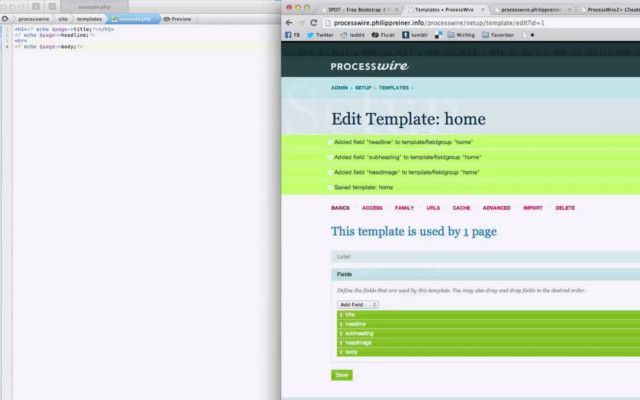 example.php
processwire site templates example.php Preview
1 <h1><? echo $page->title;?></h1>
2 <? echo $page->headline;?>
3 <hr>
4 <? echo $page->body;?>
SPOT – Free Bootstrap 3
Templates • ProcessWire
processwire.philippreiner.in
ProcessWire2+ Cheats
processwire.philippreiner.info/processwire/setup/template/edit?id=1
FB Twitter reddit Fluidr tumblr Wichtig Favoriten
PROCESSwire
ADMIN > SETUP > TEMPLATES >
Edit Template: home
Added field "headline" to template/fieldgroup "home"
Added field "subheading" to template/fieldgroup "home"
Added field "headimage" to template/fieldgroup "home"
Saved template: home
BASICS ACCESS FAMILY URLS CACHE ADVANCED IMPORT DELETE
This template is used by 1 page
Label
Fields
Define the fields that are used by this template. You may also drag and drop fields in the desired order.
Add Field
title
headline
subheading
headimage
body
Save